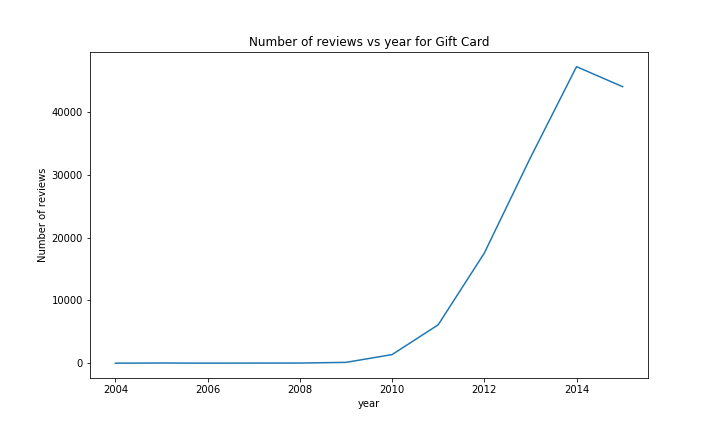 Number of reviews vs year for Gift Card
Number of reviews
40000
30000
20000
10000
0
2004 2006 2008 2010 2012 2014
year